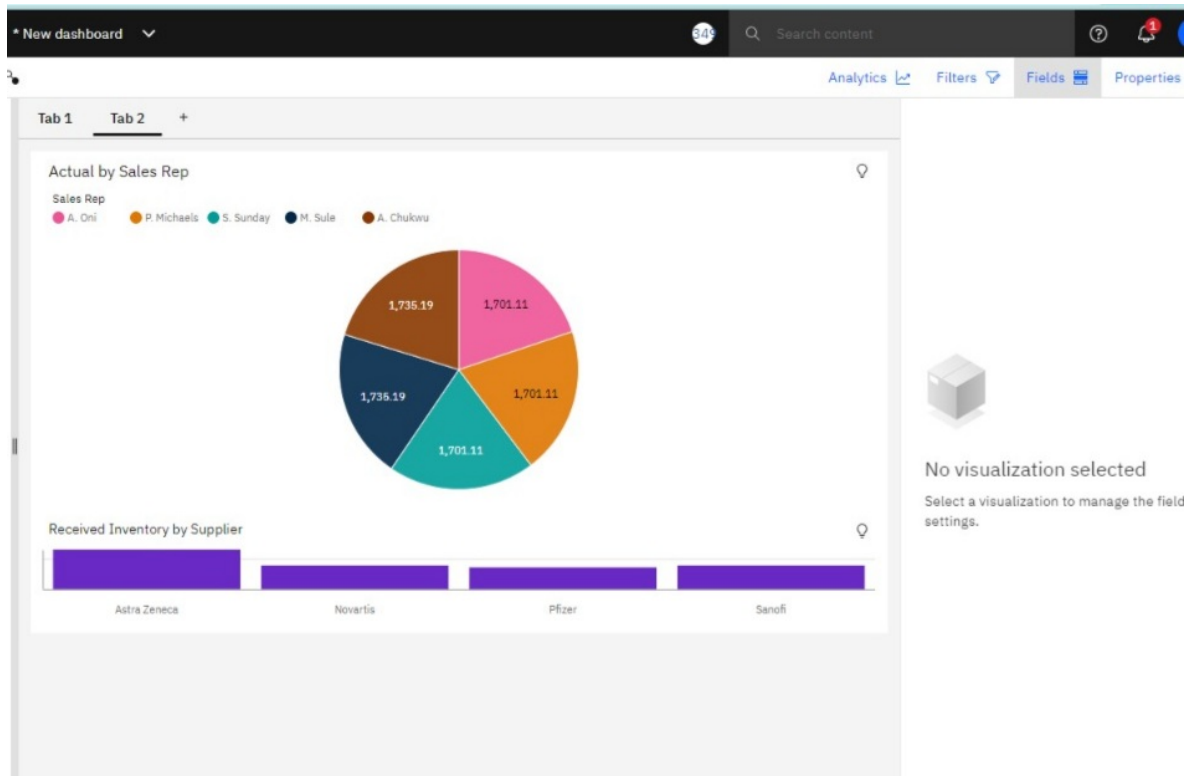 * New dashboard
349
Search content
1
Analytics
Filters
Fields
Properties
Tab 1 Tab 2 +
Actual by Sales Rep
Sales Rep
A. Oni P. Michaels S. Sunday M. Sule A. Chukwu
1,735.19 1,701.11
1,735.19 1,701.11
1,701.11
No visualization selected
Select a visualization to manage the field
settings.
Received Inventory by Supplier
Astra Zeneca Novartis Pfizer Sanofi